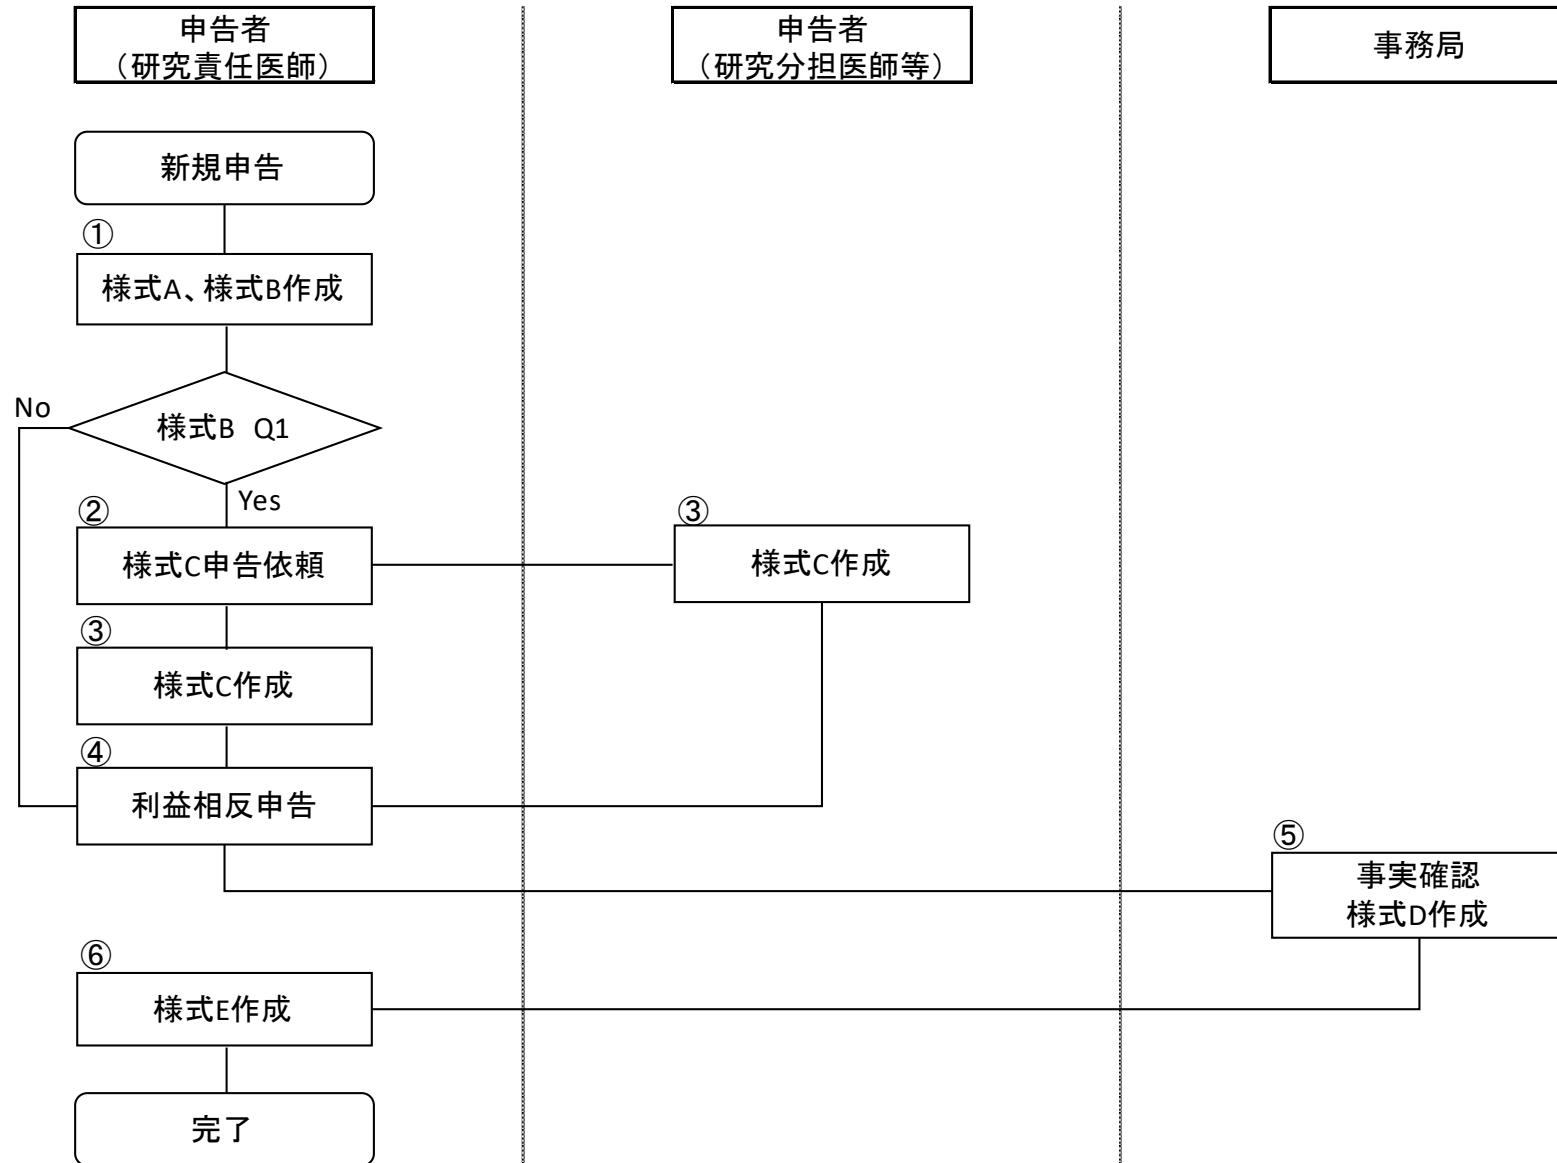 申告者
（研究責任医師）
申告者
（研究分担医師等）
事務局
新規申告
①
様式A、様式B作成
No
様式B　Q1
Yes
②
様式C申告依頼
③
様式C作成
③
様式C作成
④
利益相反申告
⑤
事実確認
様式D作成
⑥
様式E作成
完了